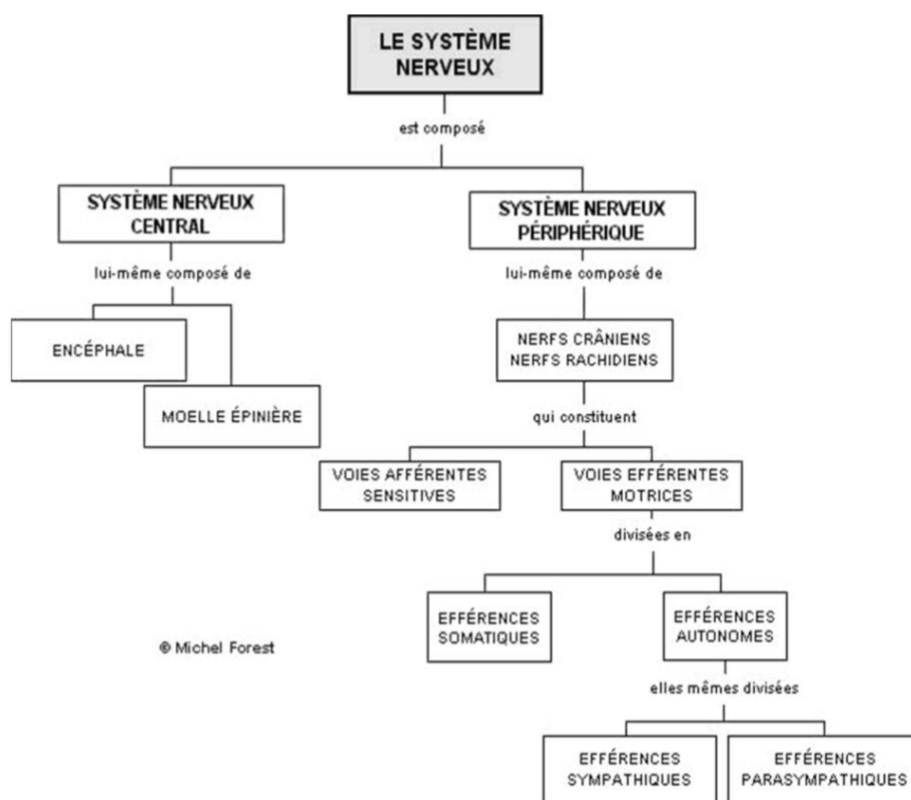 LE SYSTÈME
NERVEUX
est composé
SYSTÈME NERVEUX
CENTRAL
SYSTÈME NERVEUX
PÉRIPHÉRIQUE
lui-même composé de
lui-même composé de
ENCÉPHALE
MOELLE ÉPINIÈRE
NERFS CRÂNIENS
NERFS RACHIDIENS
qui constituent
VOIES AFFÉRENTES
SENSITIVES
VOIES EFFÉRENTES
MOTRICES
divisées en
EFFÉRENCES
SOMATIQUES
EFFÉRENCES
AUTONOMES
® Michel Forest
elles mêmes divisées
EFFÉRENCES
SYMPATHIQUES
EFFÉRENCES
PARASYMPATHIQUES